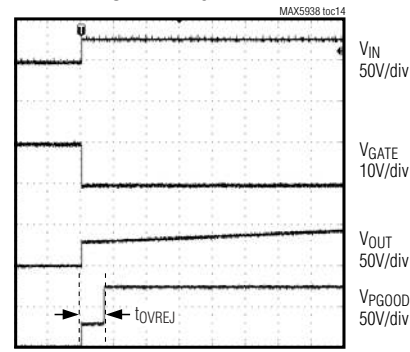 MAX5938 toc14
V_IN
50V/div
V_GATE
10V/div
V_OUT
50V/div
V_PGOOD
50V/div
t_OVREJ